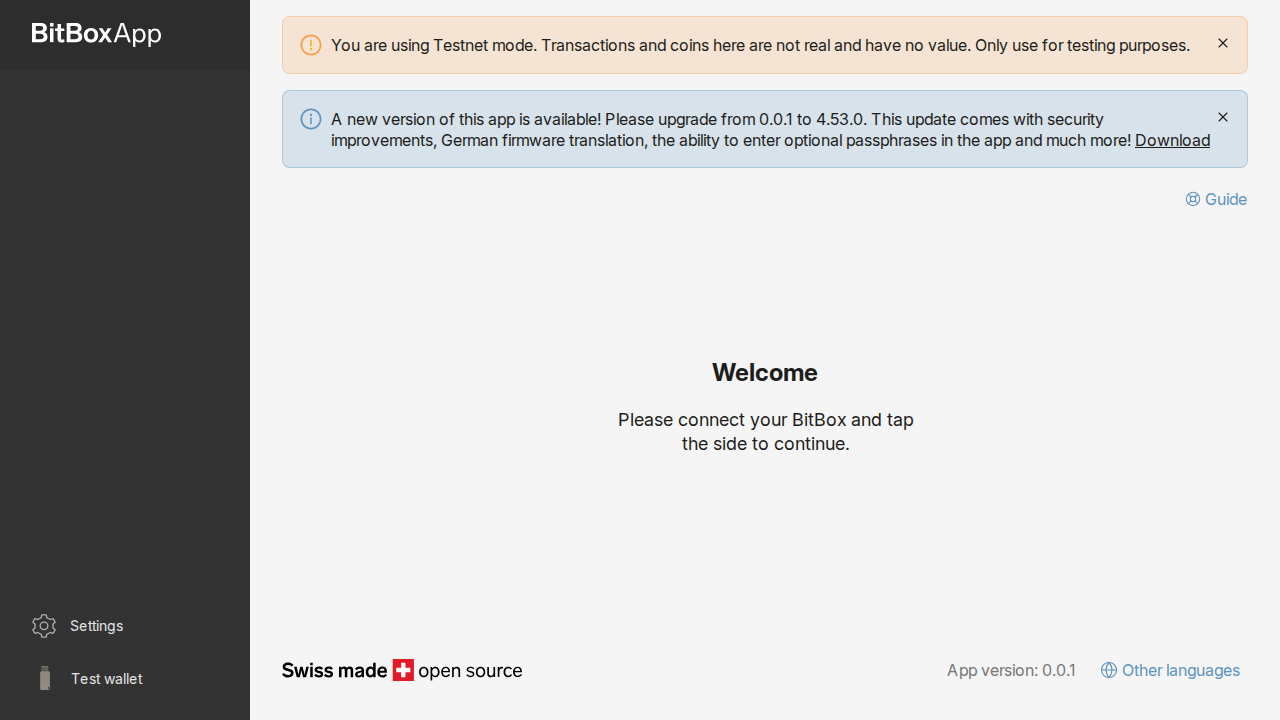 BitBoxApp
You are using Testnet mode. Transactions and coins here are not real and have no value. Only use for testing purposes.
A new version of this app is available! Please upgrade from 0.0.1 to 4.53.0. This update comes with security
improvements, German firmware translation, the ability to enter optional passphrases in the app and much more! Download
Guide
Welcome
Please connect your BitBox and tap
the side to continue.
Settings
Test wallet
Swiss made open source
App version: 0.0.1
Other languages